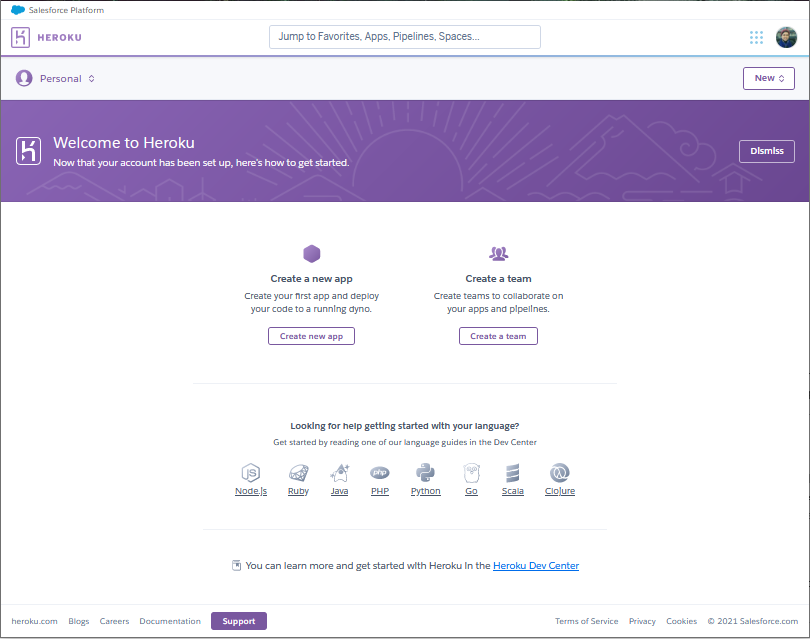 Salesforce Platform
HEROKU
Jump to Favorites, Apps, Pipelines, Spaces...
Personal
New
Welcome to Heroku
Now that your account has been set up, here's how to get started.
Dismiss
Create a new app
Create your first app and deploy
your code to a running dyno.
Create new app
Create a team
Create teams to collaborate on
your apps and pipelines.
Create a team
Looking for help getting started with your language?
Get started by reading one of our language guides in the Dev Center
JS
php
Node.js Ruby Java PHP Python Go Scala Clojure
You can learn more and get started with Heroku in the Heroku Dev Center
heroku.com Blogs Careers Documentation Support Terms of Service Privacy Cookies © 2021 Salesforce.com